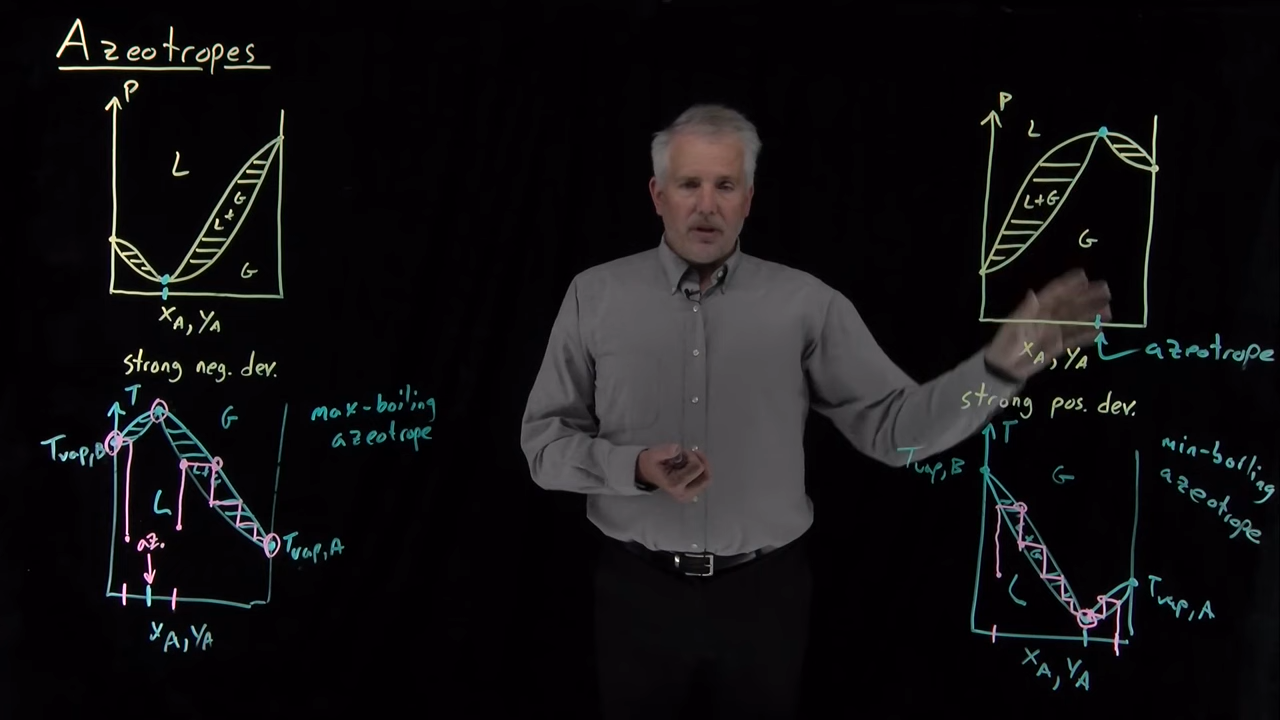 Azeotropes
P
L
L+G
G
xA, yA
strong neg. dev.
T
G
max-boiling
azeotrope
Tvap,B
L+G
L
az.
Tvap,A
xA, yA
P
L
L+G
G
xA, yA
azeotrope
strong pos. dev.
T
Tvap,B
G
min-boiling
azeotrope
L
Tvap,A
xA, yA